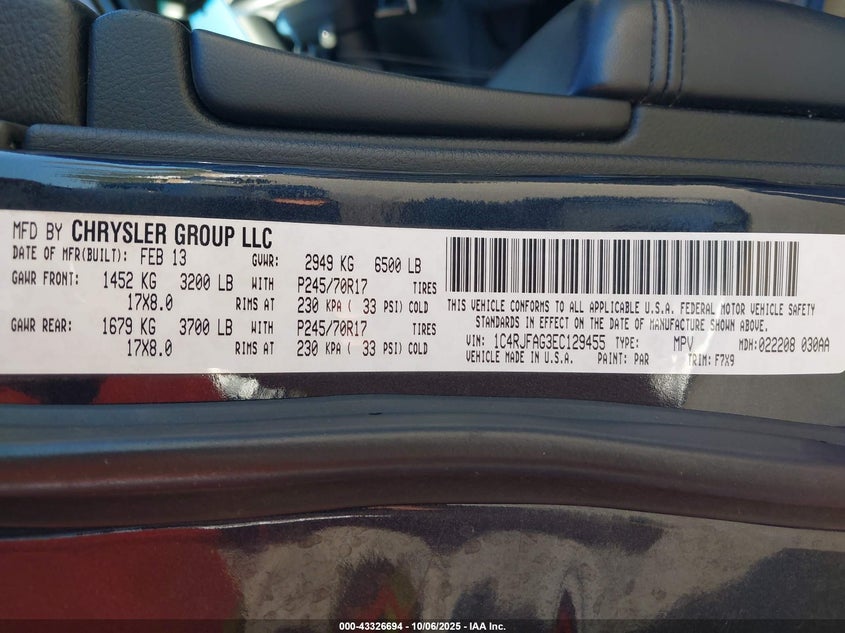 MFD BY CHRYSLER GROUP LLC
DATE OF MFR(BUILT): FEB 13 GVWR: 2949 KG 6500 LB
GAWR FRONT: 1452 KG 3200 LB WITH P245/70R17 TIRES
17X8.0 RIMS AT 230 KPA ( 33 PSI) COLD
GAWR REAR: 1679 KG 3700 LB WITH P245/70R17 TIRES
17X8.0 RIMS AT 230 KPA ( 33 PSI) COLD
THIS VEHICLE CONFORMS TO ALL APPLICABLE U.S.A. FEDERAL MOTOR VEHICLE SAFETY
STANDARDS IN EFFECT ON THE DATE OF MANUFACTURE SHOWN ABOVE.
VIN: 1C4RJFAG3EC129455 TYPE: MPV MDH: 022208 030AA
VEHICLE MADE IN U.S.A. PAINT: PAR TRIM: F7X9
000-43326694 - 10/06/2025 - IAA Inc.